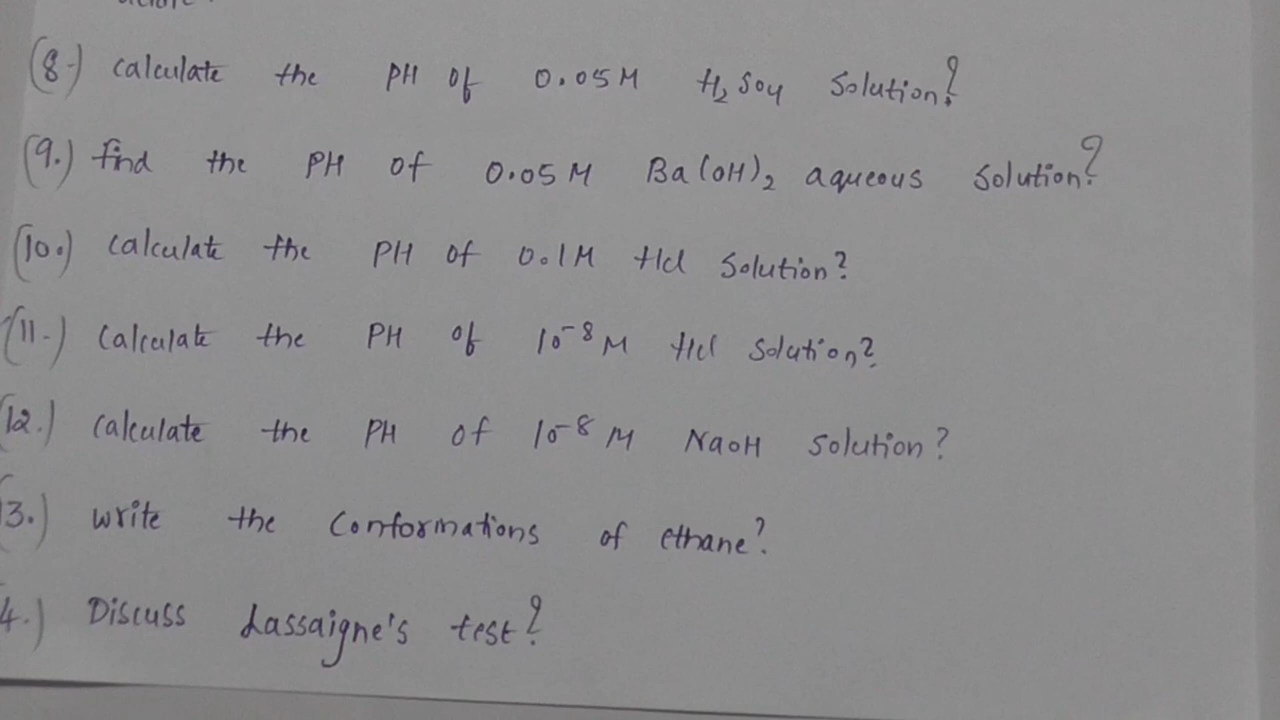 (8.) calculate the PH of 0.05M H₂SO4 solution?
(9.) find the PH of 0.05M Ba(OH)₂ aqueous solution?
(10.) calculate the PH of 0.1M Hcl solution?
(11.) calculate the PH of 10⁻⁸M Hcl solution?
(12.) calculate the PH of 10⁻⁸ M NaOH solution?
13.) write the conformations of ethane?
4.) Discuss Lassaigne's test?